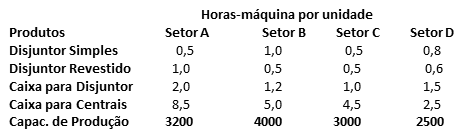 Horas-máquina por unidade
Produtos Setor A Setor B Setor C Setor D
Disjuntor Simples 0,5 1,0 0,5 0,8
Disjuntor Revestido 1,0 0,5 0,5 0,6
Caixa para Disjuntor 2,0 1,2 1,0 1,5
Caixa para Centrais 8,5 5,0 4,5 2,5
Capac. de Produção 3200 4000 3000 2500